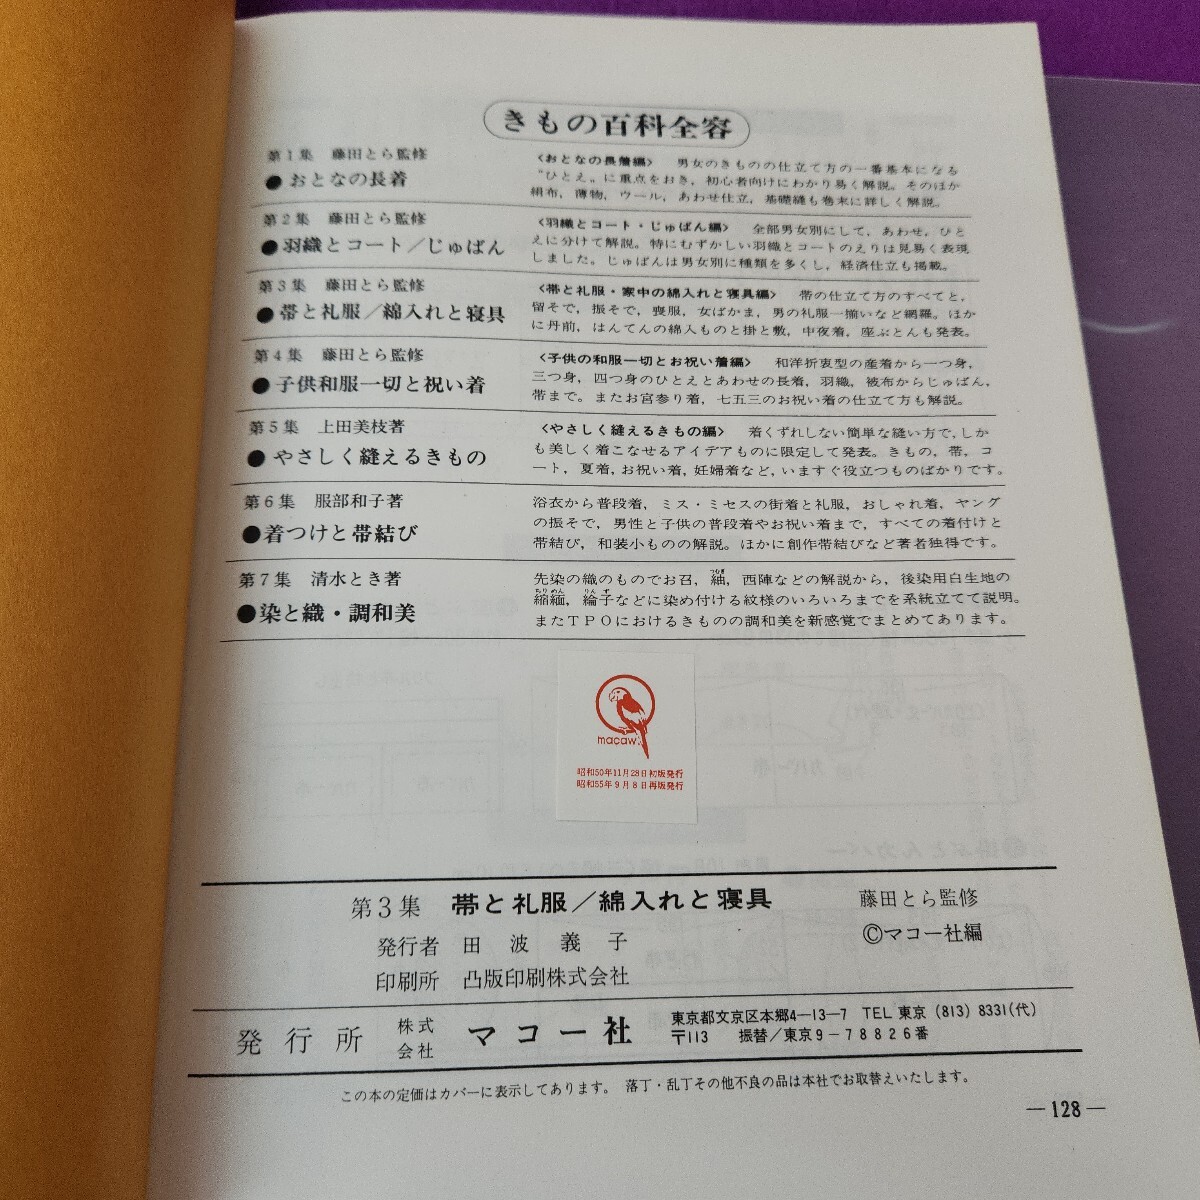 きもの百科全容
第1集 藤田とら監修
●おとなの長着
〈おとなの長着編〉 男女のきものの仕立て方の一番基本になる
“ひとえ„に重点をおき，初心者向けにわかり易く解説。そのほか
絹布，薄物，ウール，あわせ仕立，基礎縫も巻末に詳しく解説。
第2集 藤田とら監修
●羽織とコート／じゅばん
〈羽織とコート・じゅばん編〉 全部男女別にして，あわせ，ひと
えに分けて解説。特にむずかしい羽織とコートのえりは見易く表現
しました。じゅばんは男女別に種類を多くし，経済仕立も掲載。
第3集 藤田とら監修
●帯と礼服／綿入れと寝具
〈帯と礼服・家中の綿入れと寝具編〉 帯の仕立て方のすべてと，
留そで，振そで，喪服，女ばかま，男の礼服一揃いなど網羅。ほか
に丹前，はんてんの綿入ものと掛と敷，中夜着，座ぶとんも発表。
第4集 藤田とら監修
●子供和服一切と祝い着
〈子供の和服一切とお祝い着編〉 和洋折衷型の産着から一つ身，
三つ身，四つ身のひとえとあわせの長着，羽織，被布からじゅばん，
帯まで。またお宮参り着，七五三のお祝い着の仕立て方も解説。
第5集 上田美枝著
●やさしく縫えるきもの
〈やさしく縫えるきもの編〉 着くずれしない簡単な縫い方で，しか
も美しく着こなせるアイデアものに限定して発表。きもの，帯，コ
ート，夏着，お祝い着，妊婦着など，いますぐ役立つものばかりです。
第6集 服部和子著
●着つけと帯結び
浴衣から普段着，ミス・ミセスの街着と礼服，おしゃれ着，ヤング
の振そで，男性と子供の普段着やお祝い着まで，すべての着付けと
帯結び，和装小ものの解説。ほかに創作帯結びなど著者独得です。
第7集 清水とき著
●染と織・調和美
先染の織のものでお召，紬，西陣などの解説から，後染用白生地の
縮緬，綸子などに染め付ける紋様のいろいろまでを系統立てて説明。
またTPOにおけるきものの調和美を新感覚でまとめてあります。
macaw
昭和50年11月28日初版発行
昭和55年9月8日再版発行
第3集 帯と礼服／綿入れと寝具 藤田とら監修
発行者 田波義子 ©マコー社編
印刷所 凸版印刷株式会社
発行所 株式会社 マコー社
東京都文京区本郷4—13—7 TEL 東京 (813) 8331(代)
〒113 振替／東京9－78826番
この本の定価はカバーに表示してあります。 落丁・乱丁その他不良の品は本社でお取替えいたします。
—128—